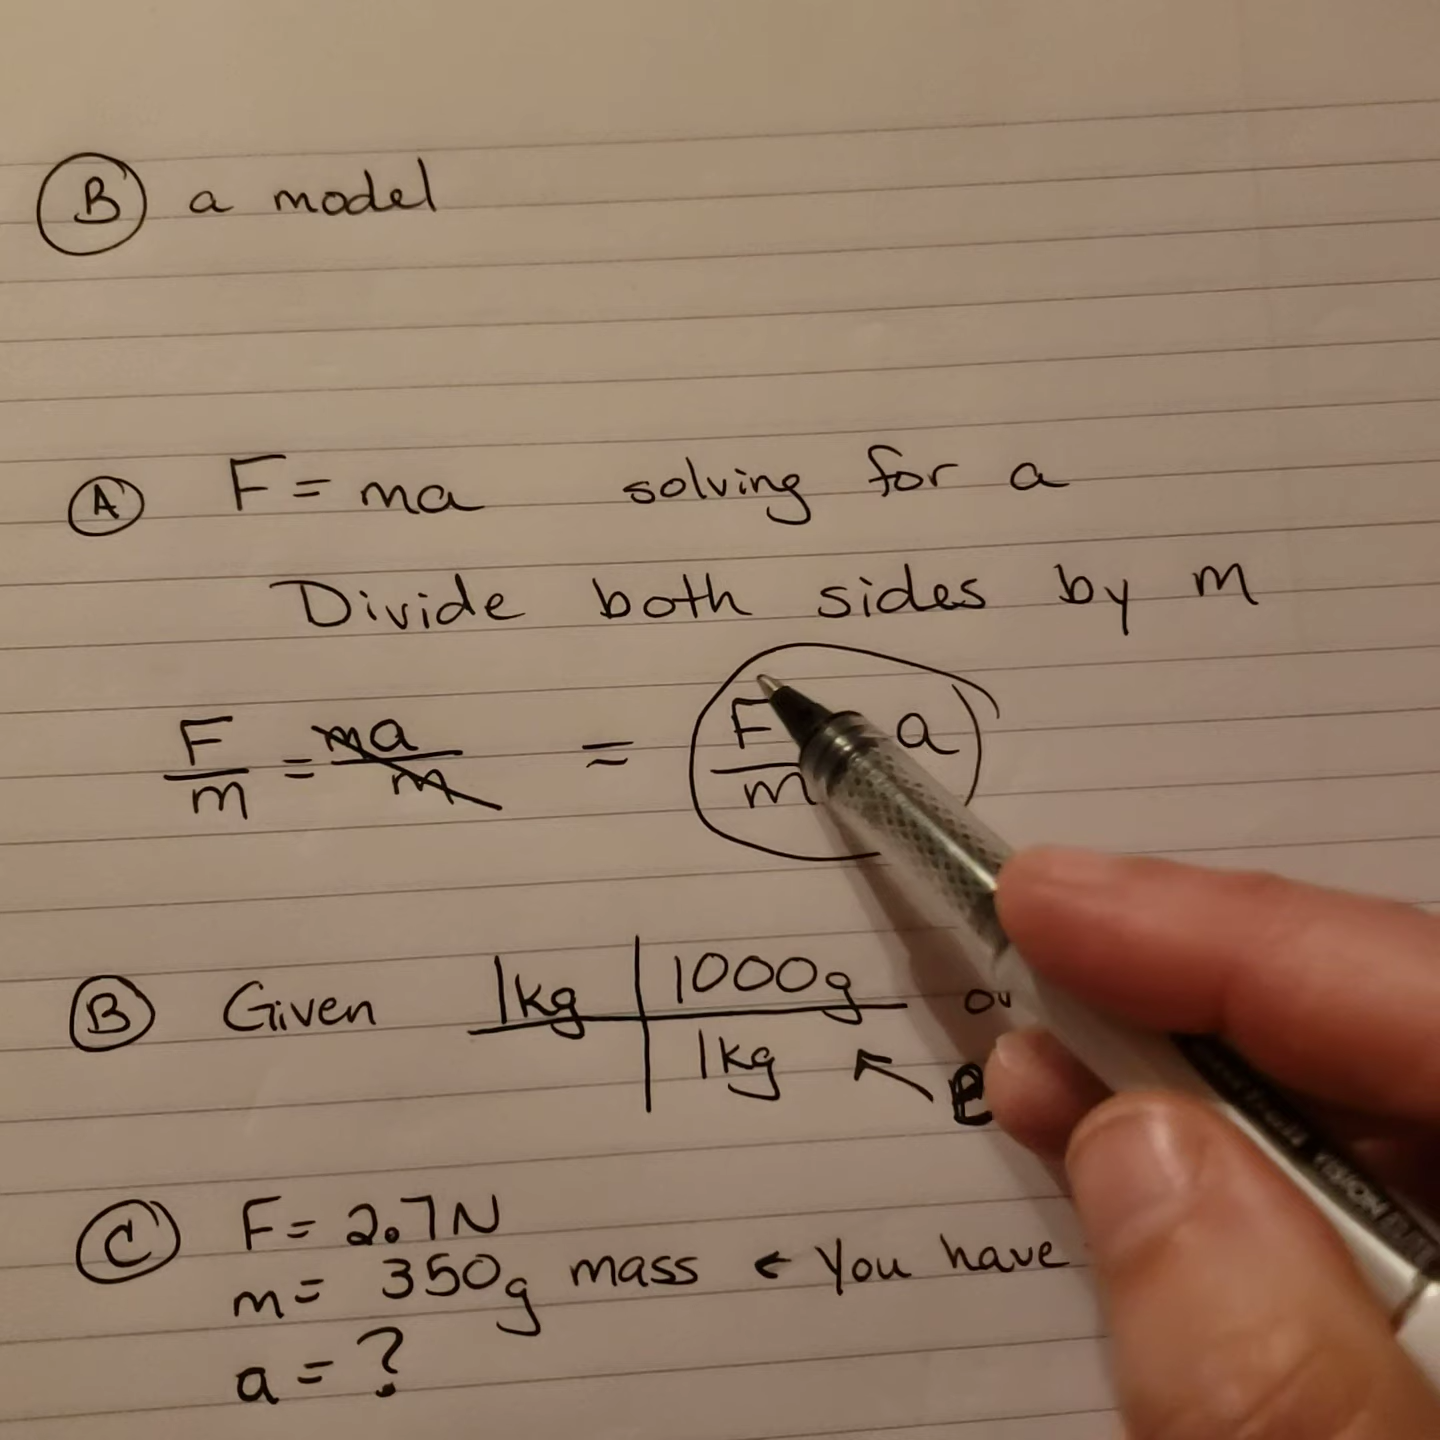 B a model
A F = ma solving for a
Divide both sides by m
F/m = ma/m = F/m a
B Given 1kg | 1000g
1kg
C F = 2.7N
m = 350g mass ← You have
a = ?